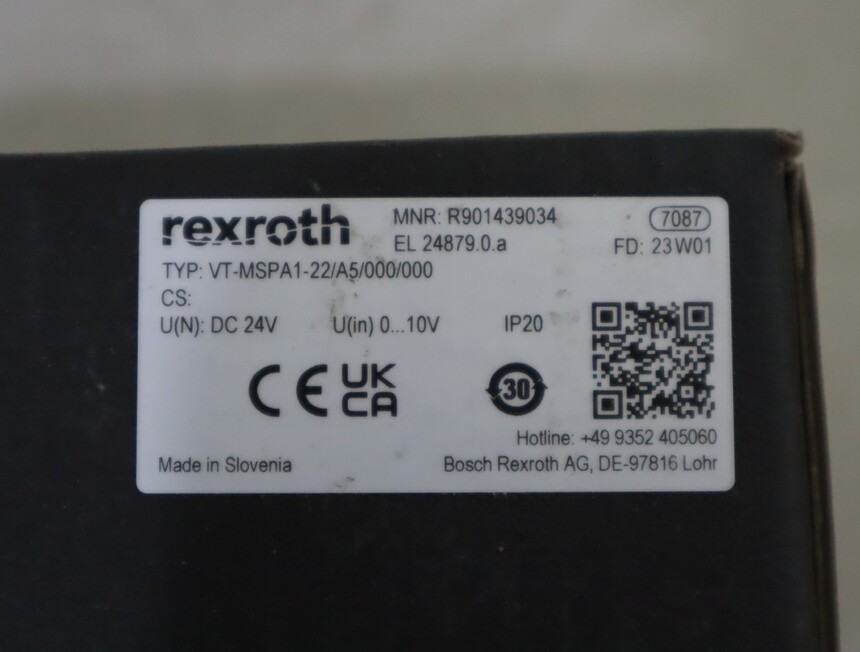 rexroth
MNR: R901439034
7087
EL 24879.0.a
FD: 23W01
TYP: VT-MSPA1-22/A5/000/000
CS:
U(N): DC 24V U(in) 0...10V IP20
CE UK CA
30
Hotline: +49 9352 405060
Made in Slovenia
Bosch Rexroth AG, DE-97816 Lohr